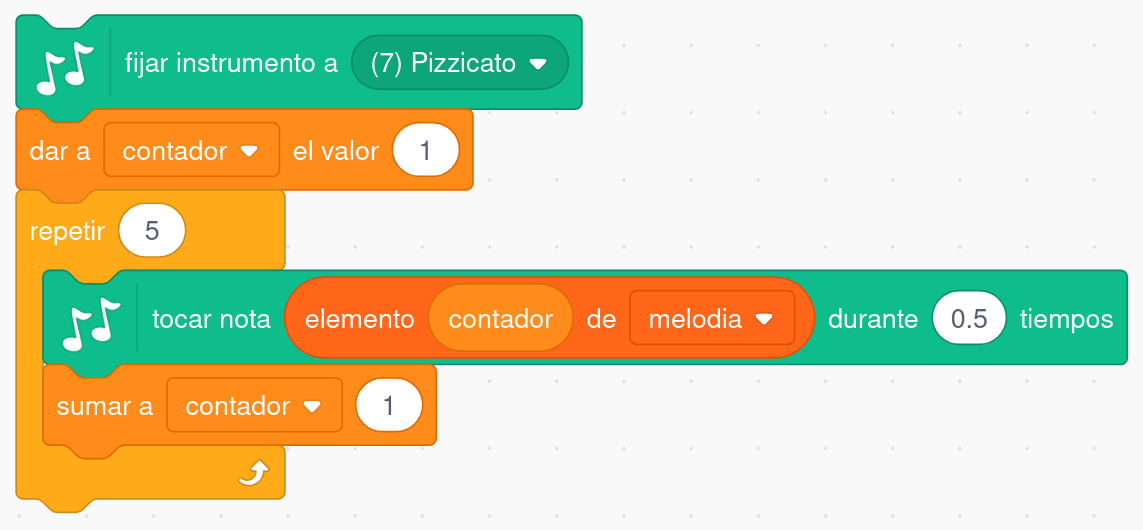 fijar instrumento a (7) Pizzicato
dar a contador el valor 1
repetir 5
tocar nota elemento contador de melodia durante 0.5 tiempos
sumar a contador 1